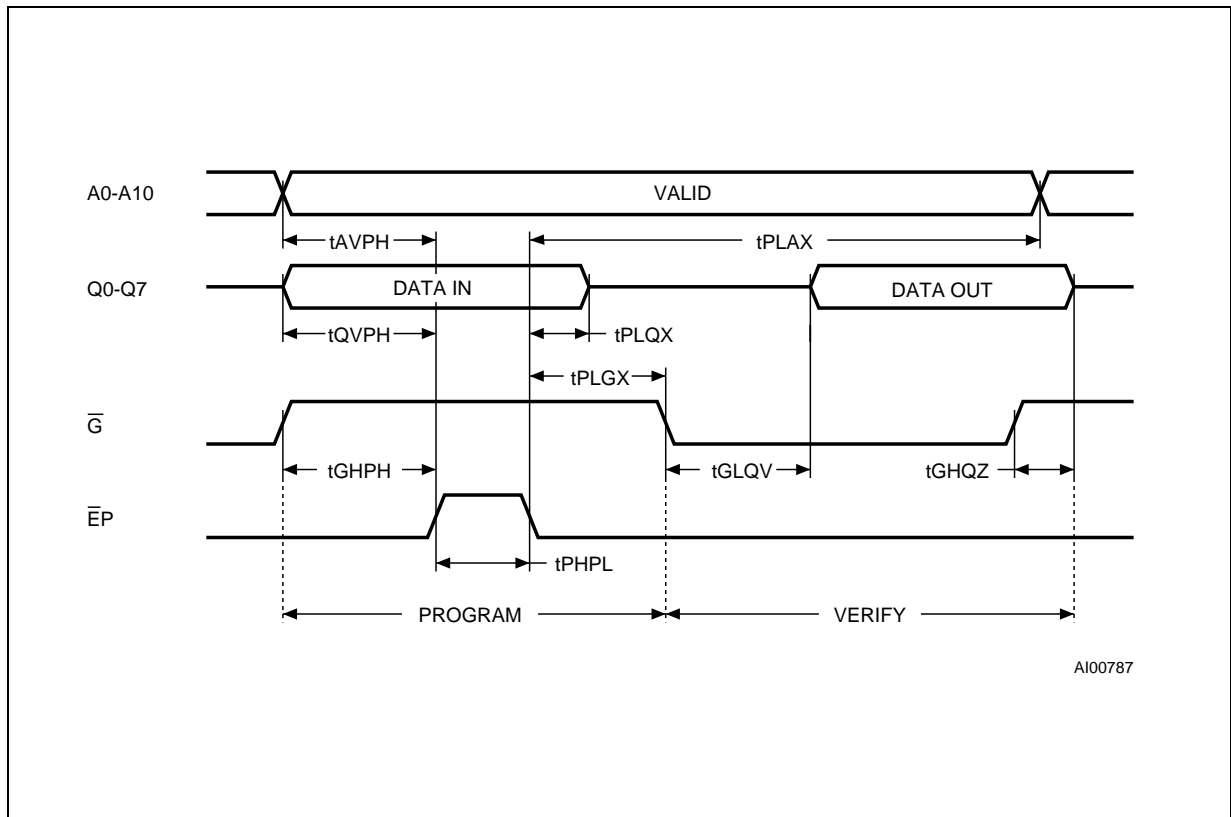 A0-A10
VALID
tAVPH
tPLAX
Q0-Q7
DATA IN
DATA OUT
tQVPH
tPLQX
tPLGX
G̅
tGHPH
tGLQV
tGHQZ
E̅P
tPHPL
PROGRAM
VERIFY
AI00787